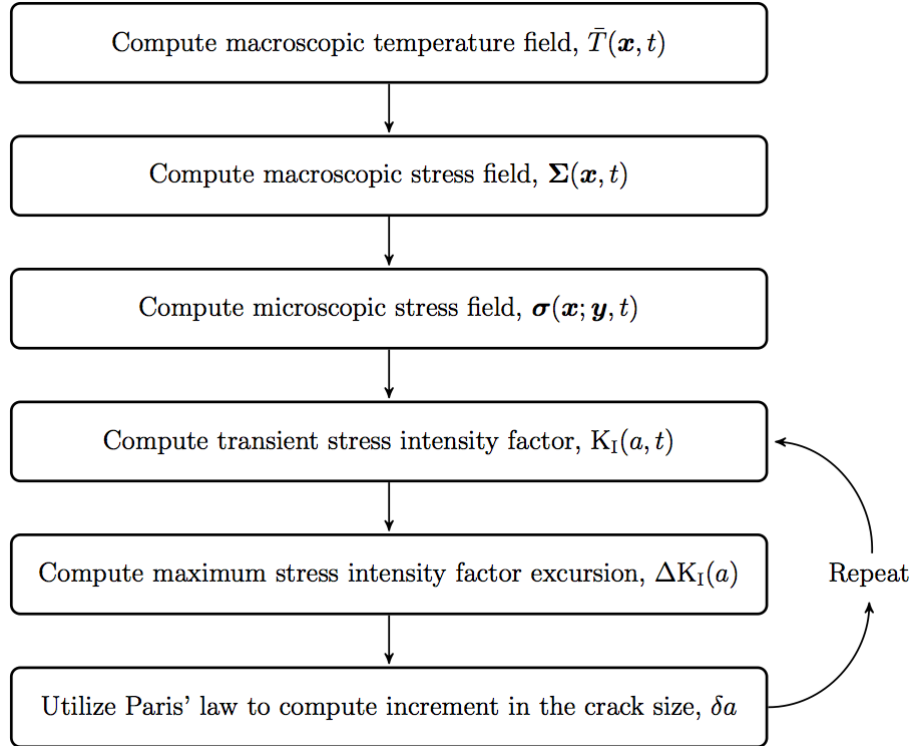 Compute macroscopic temperature field, T̄(𝒙, t)
Compute macroscopic stress field, 𝚺(𝒙, t)
Compute microscopic stress field, 𝝈(𝒙; 𝒚, t)
Compute transient stress intensity factor, K_I(a, t)
Compute maximum stress intensity factor excursion, ΔK_I(a)
Repeat
Utilize Paris’ law to compute increment in the crack size, δa